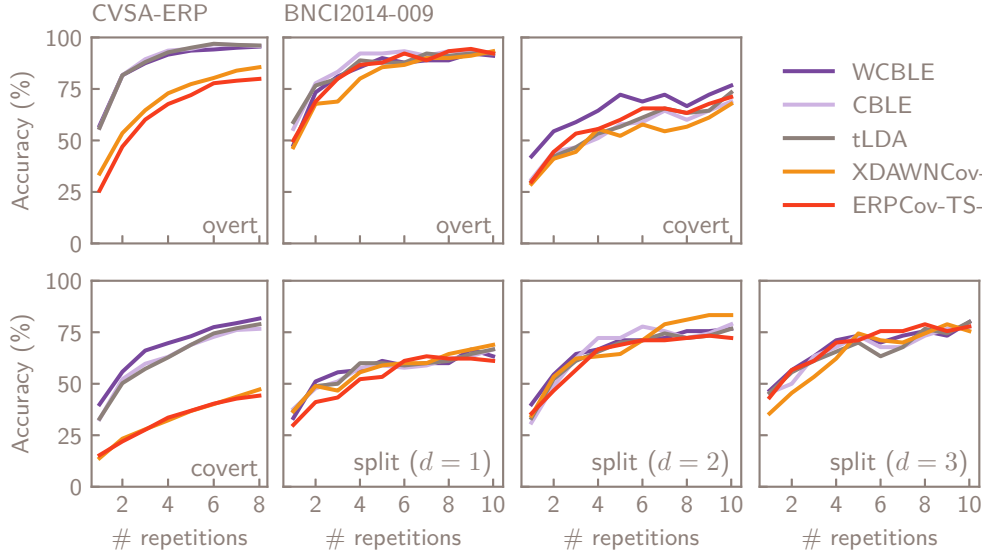 CVSA-ERP
BNCI2014-009
100
75
50
25
0
Accuracy (%)
overt
overt
covert
WCBLE
CBLE
tLDA
XDAWNCov-
ERPCov-TS-
100
75
50
25
0
Accuracy (%)
covert
split (d = 1)
split (d = 2)
split (d = 3)
2 4 6 8
2 4 6 8 10
2 4 6 8 10
2 4 6 8 10
# repetitions
# repetitions
# repetitions
# repetitions